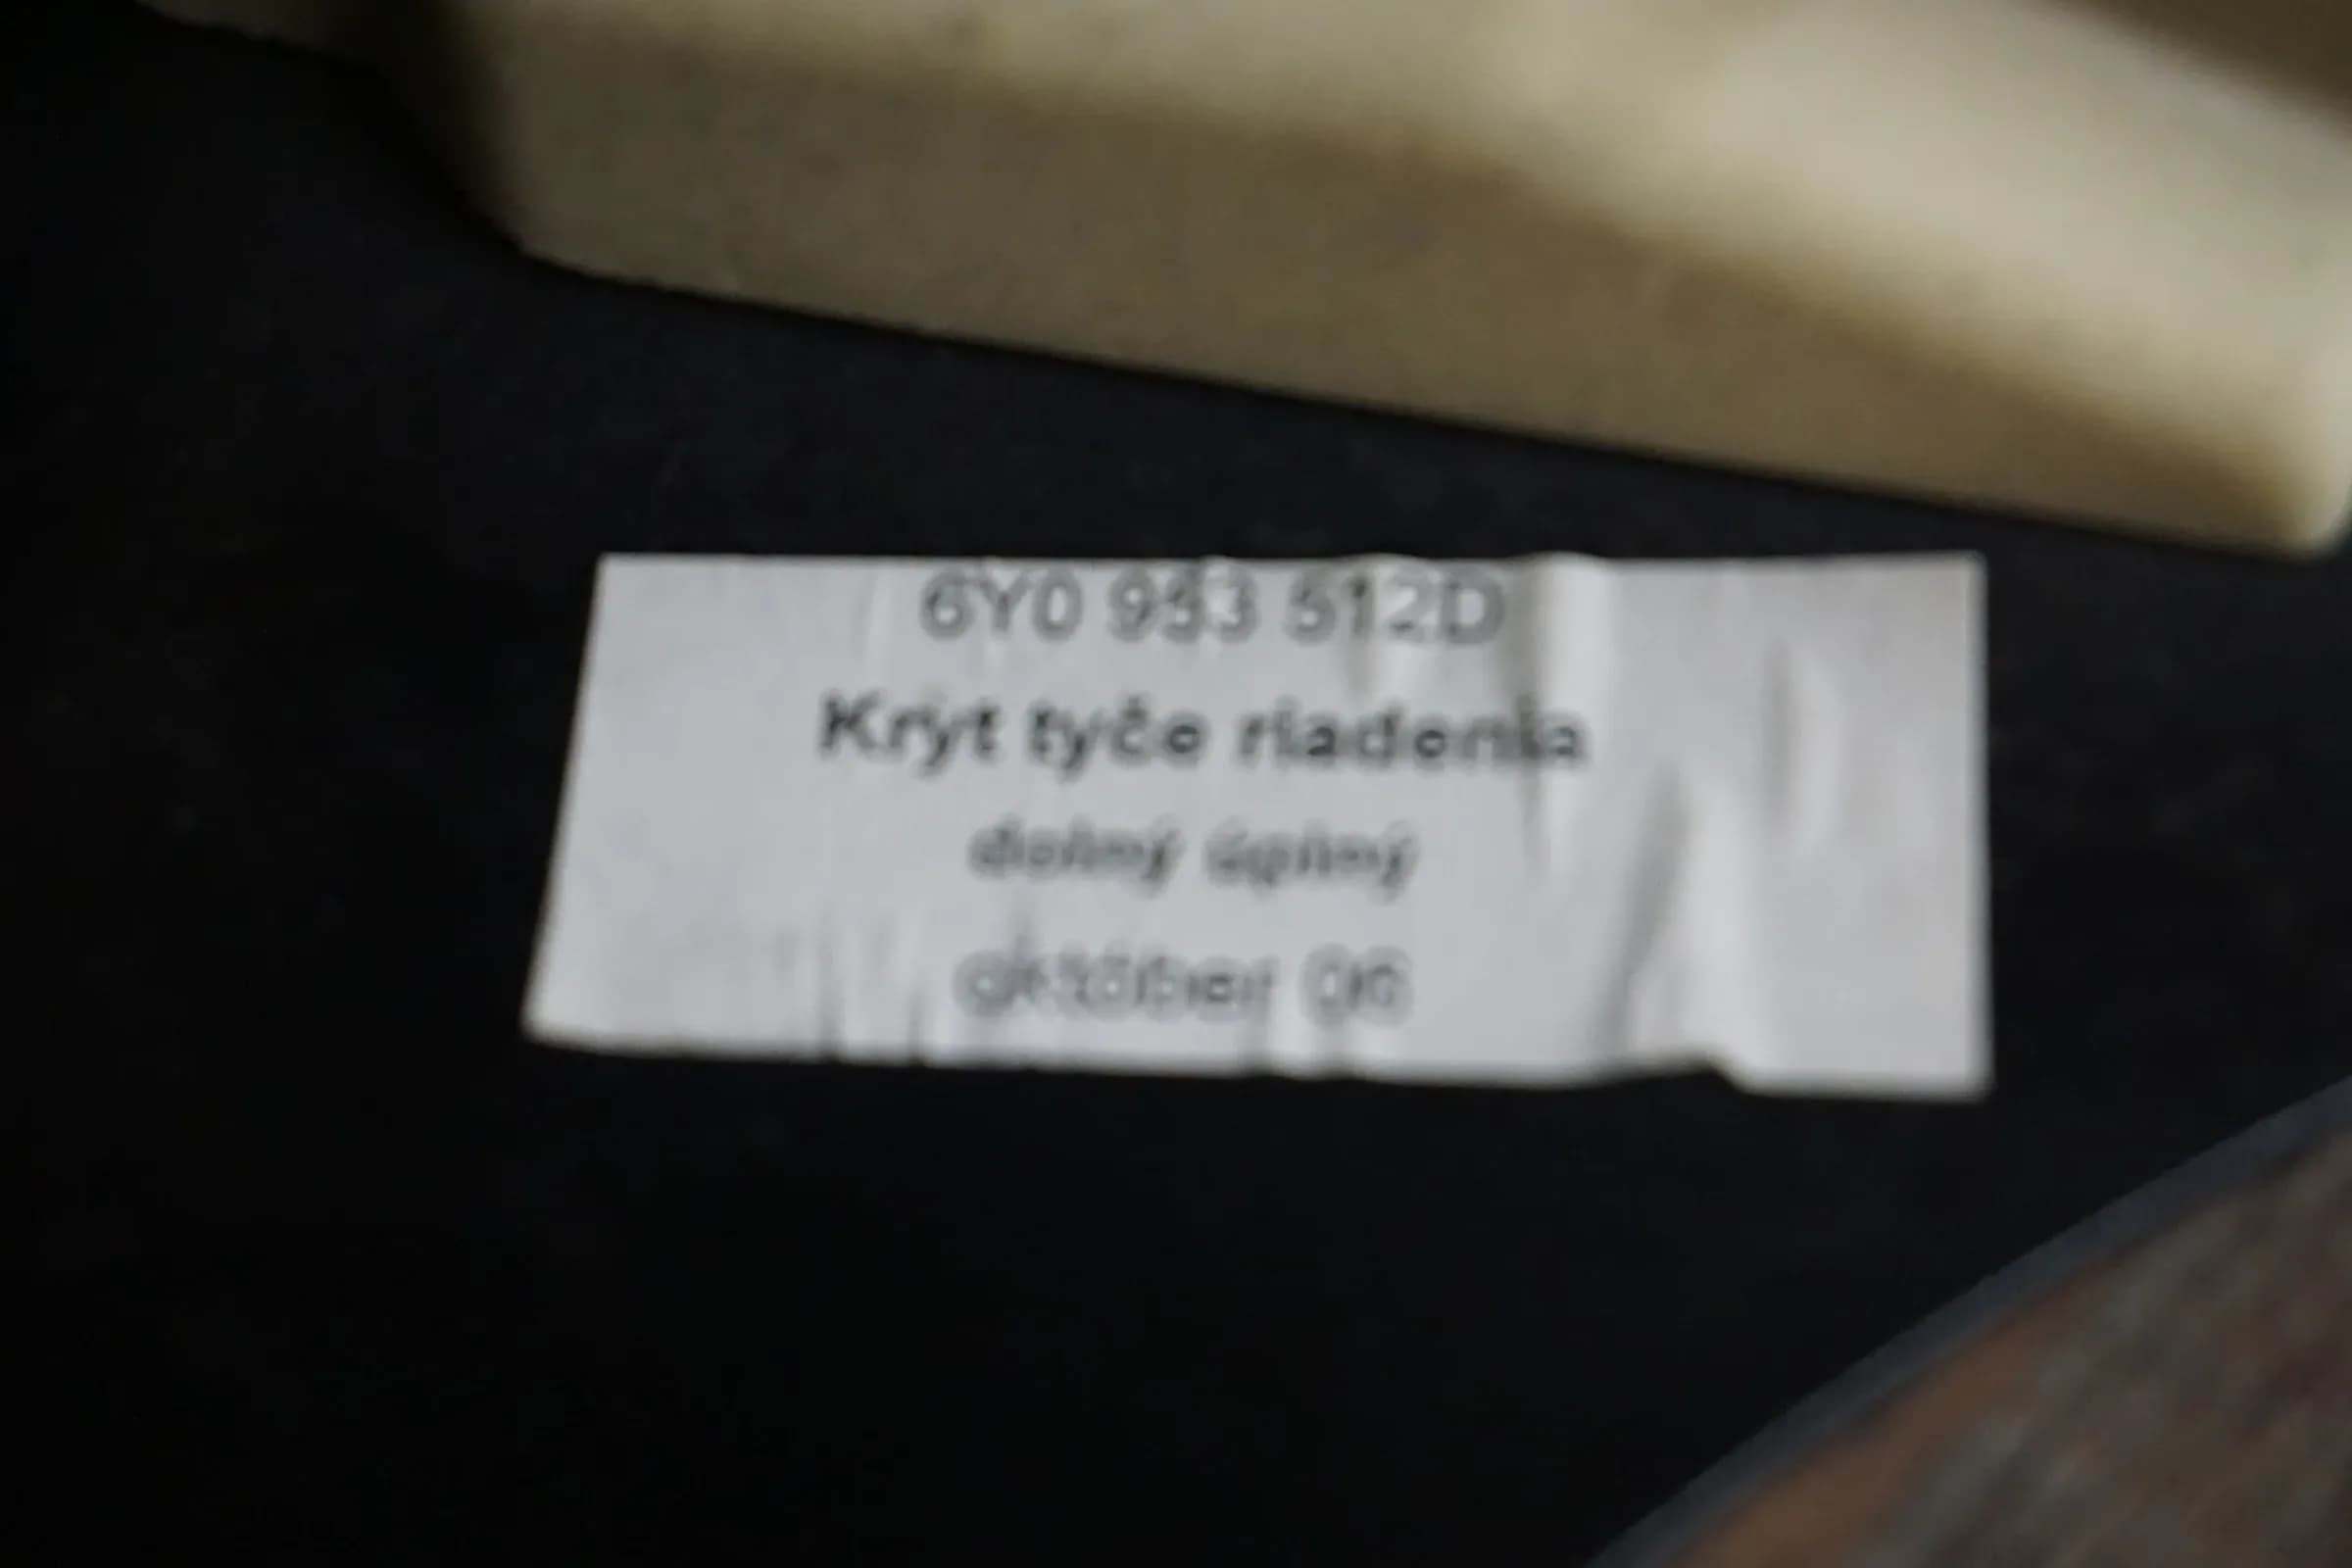 6Y0 953 512D
Kryt tyče riadenia
dolný úplný
október 06